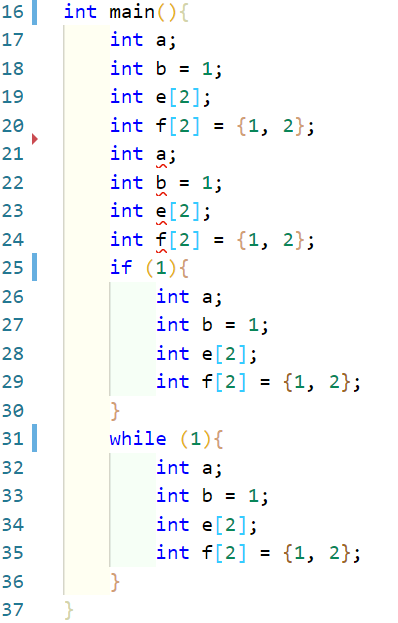 16 int main(){
17 int a;
18 int b = 1;
19 int e[2];
20 int f[2] = {1, 2};
21 int a;
22 int b = 1;
23 int e[2];
24 int f[2] = {1, 2};
25 if (1){
26 int a;
27 int b = 1;
28 int e[2];
29 int f[2] = {1, 2};
30 }
31 while (1){
32 int a;
33 int b = 1;
34 int e[2];
35 int f[2] = {1, 2};
36 }
37 }